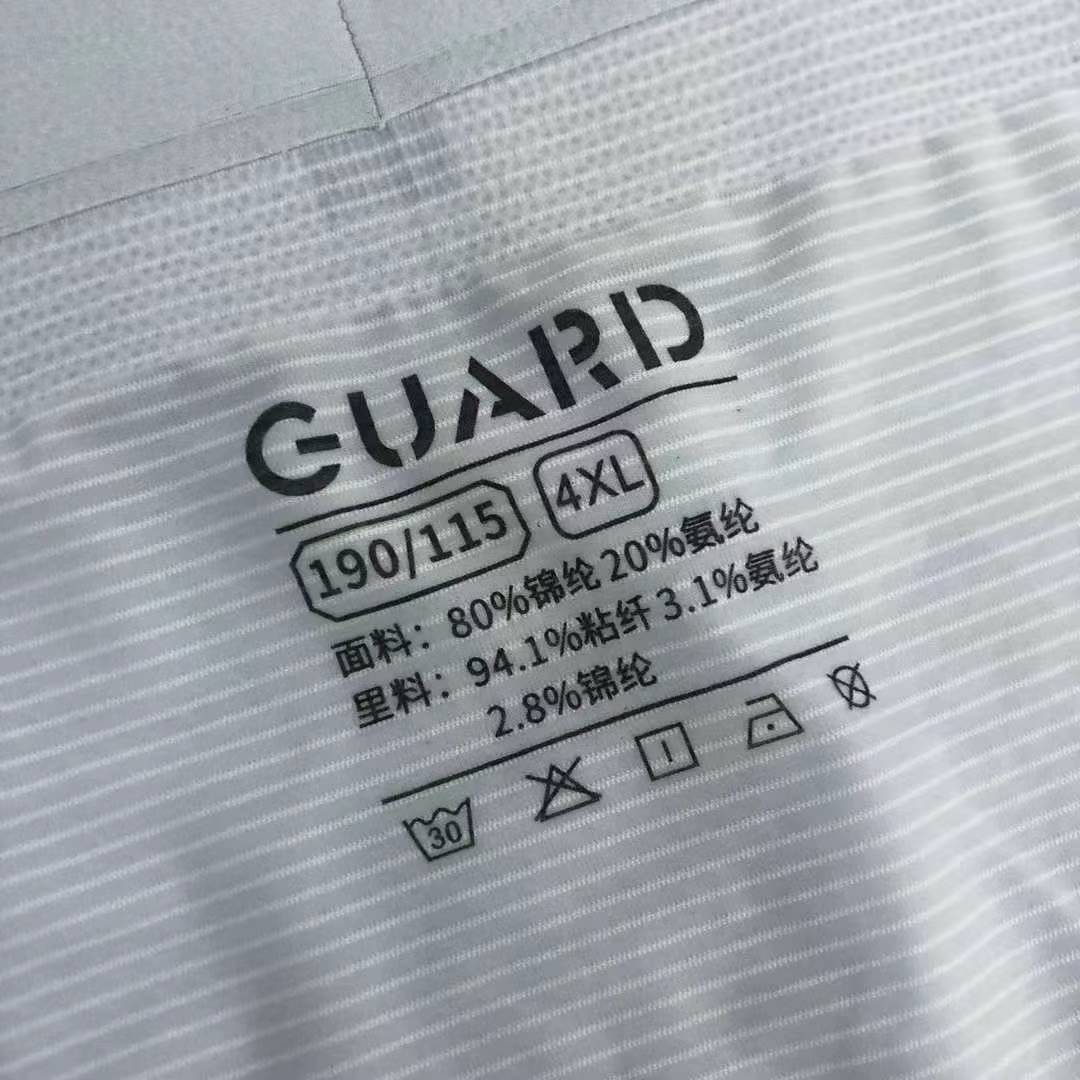 GUARD
190/115 4XL
面料：80%锦纶 20%氨纶
里料：94.1%粘纤 3.1%氨纶
2.8%锦纶
30